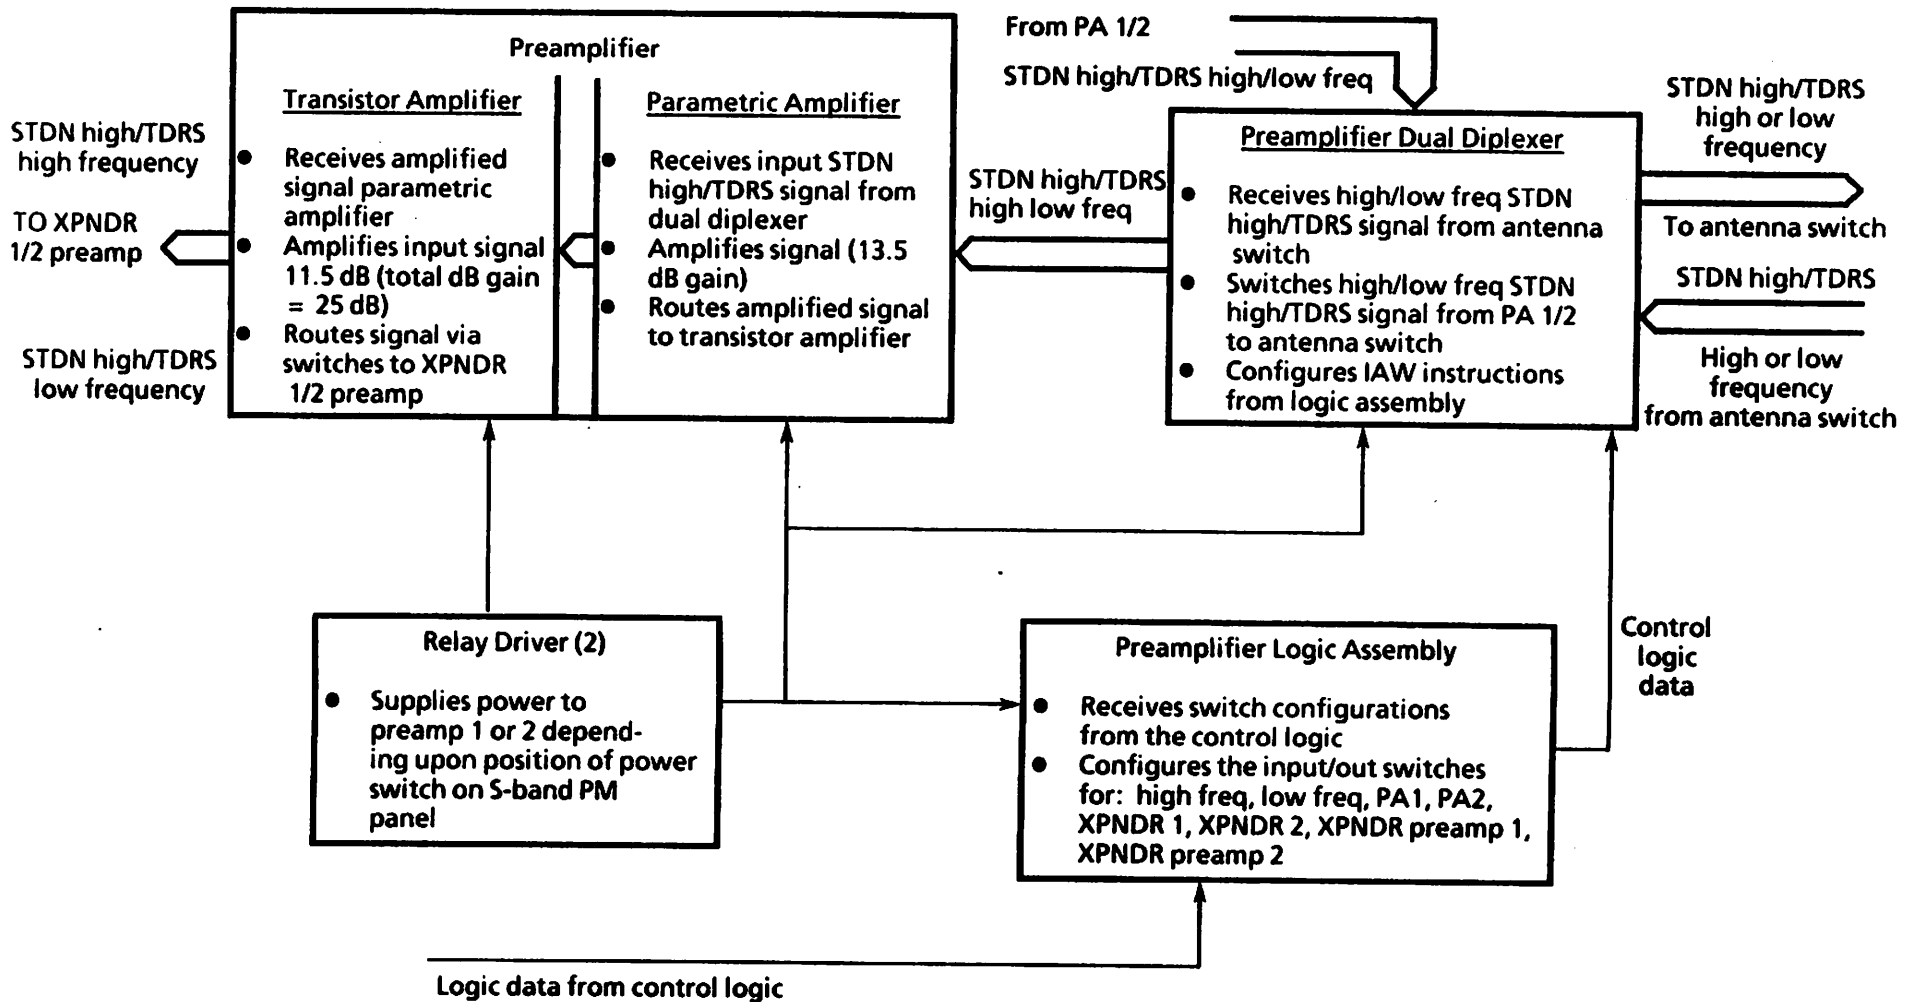 Preamplifier
Transistor Amplifier
● Receives amplified
signal parametric
amplifier
● Amplifies input signal
11.5 dB (total dB gain
= 25 dB)
● Routes signal via
switches to XPNDR
1/2 preamp
Parametric Amplifier
● Receives input STDN
high/TDRS signal from
dual diplexer
● Amplifies signal (13.5
dB gain)
● Routes amplified signal
to transistor amplifier
STDN high/TDRS
high frequency
TO XPNDR
1/2 preamp
STDN high/TDRS
low frequency
From PA 1/2
STDN high/TDRS high/low freq
STDN high/TDRS
high low freq
Preamplifier Dual Diplexer
● Receives high/low freq STDN
high/TDRS signal from antenna
switch
● Switches high/low freq STDN
high/TDRS signal from PA 1/2
to antenna switch
● Configures IAW instructions
from logic assembly
STDN high/TDRS
high or low
frequency
To antenna switch
STDN high/TDRS
High or low
frequency
from antenna switch
Relay Driver (2)
● Supplies power to
preamp 1 or 2 depend-
ing upon position of power
switch on S-band PM
panel
Preamplifier Logic Assembly
● Receives switch configurations
from the control logic
● Configures the input/out switches
for: high freq, low freq, PA1, PA2,
XPNDR 1, XPNDR 2, XPNDR preamp 1,
XPNDR preamp 2
Control
logic
data
Logic data from control logic